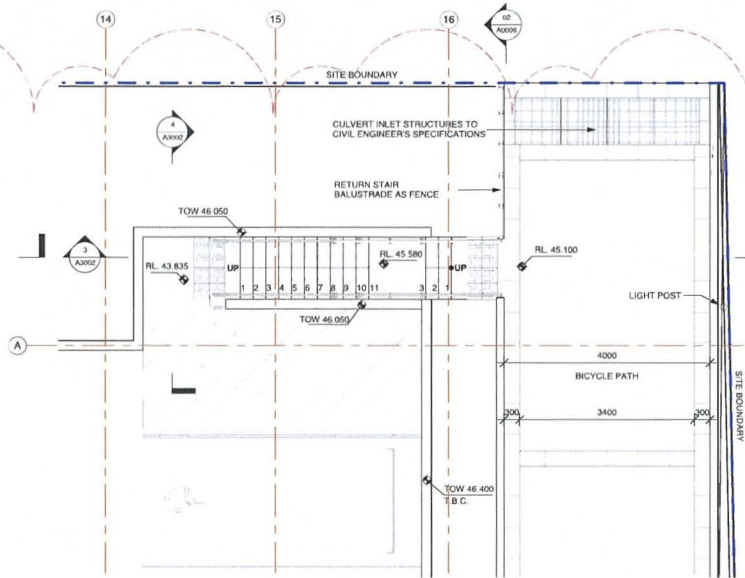 14
15
16
02
A0006
SITE BOUNDARY
4
A3002
CULVERT INLET STRUCTURES TO
CIVIL ENGINEER'S SPECIFICATIONS
RETURN STAIR
BALUSTRADE AS FENCE
TOW 46.050
3
A3002
RL. 43.835
UP
RL. 45.580
UP
RL. 45.100
1 2 3 4 5 6 7 8 9 10 11 3 2 1
LIGHT POST
TOW 46.050
A
4000
BICYCLE PATH
SITE BOUNDARY
300 3400 300
TOW 46.400
T.B.C.